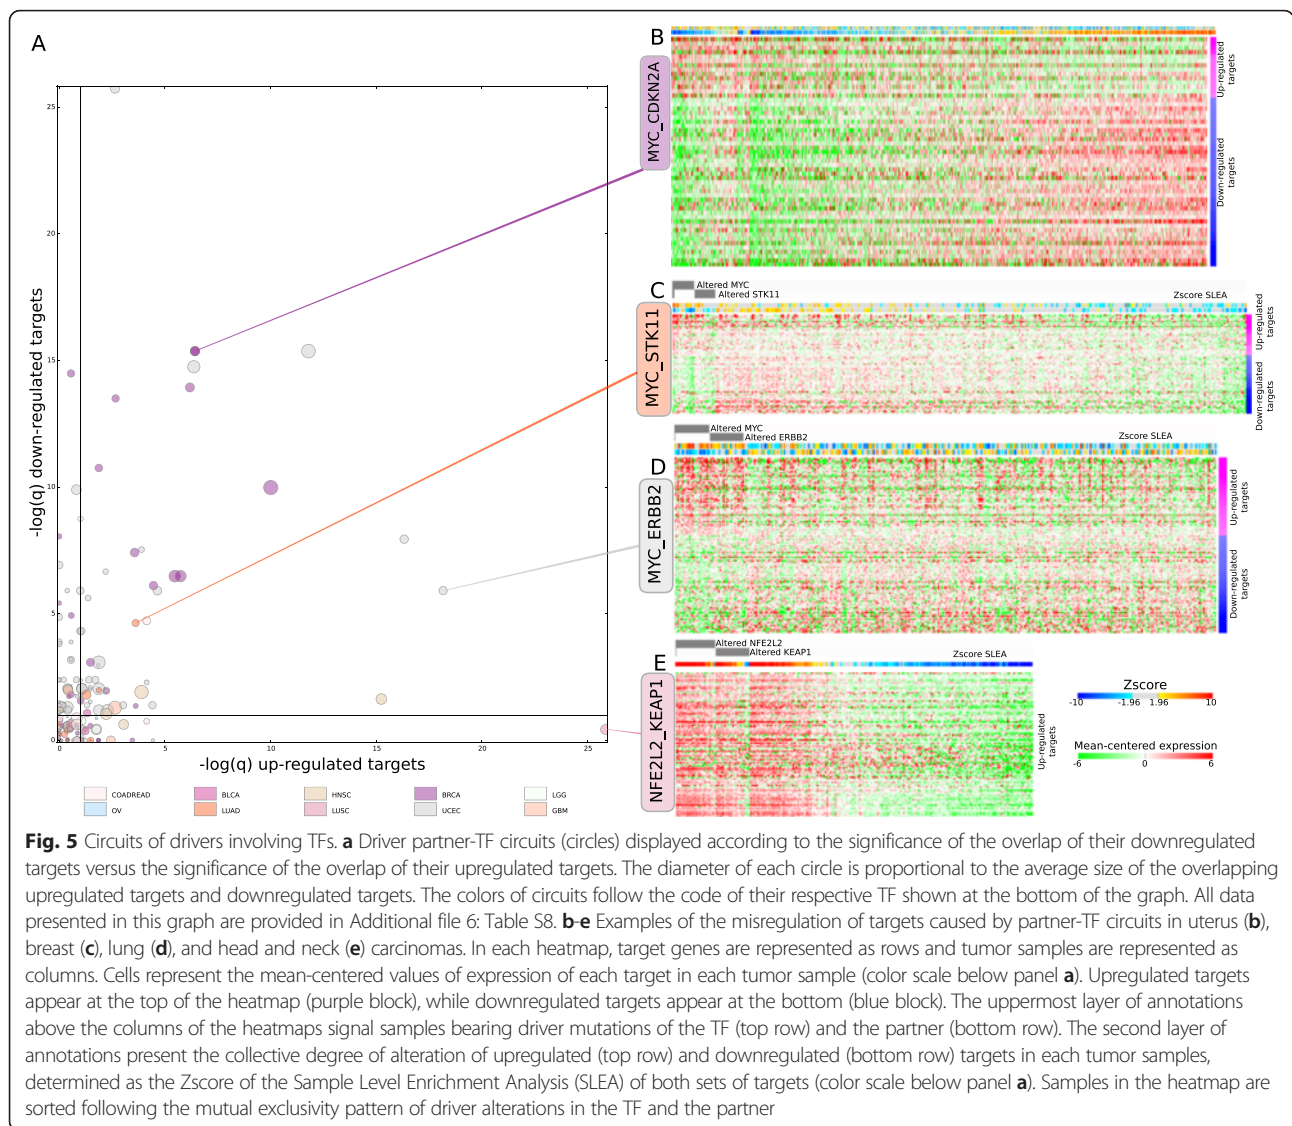 A
25
20
15
10
5
0
0
5
10
15
20
25
-log(q) down-regulated targets
-log(q) up-regulated targets
COADREAD
BLCA
HNSC
BRCA
LGG
OV
LUAD
LUSC
UCEC
GBM
B
MYC_CDKN2A
Up-regulated
targets
Down-regulated
targets
C
Altered MYC
Altered STK11
Zscore SLEA
MYC_STK11
Up-regulated
targets
Down-regulated
targets
D
Altered MYC
Altered ERBB2
Zscore SLEA
MYC_ERBB2
Up-regulated
targets
Down-regulated
targets
E
Altered NFE2L2
Altered KEAP1
Zscore SLEA
NFE2L2_KEAP1
Up-regulated
targets
Zscore
-10 -1.96 1.96 10
Mean-centered expression
-6 0 6
Fig. 5 Circuits of drivers involving TFs. a Driver partner-TF circuits (circles) displayed according to the significance of the overlap of their downregulated
targets versus the significance of the overlap of their upregulated targets. The diameter of each circle is proportional to the average size of the overlapping
upregulated targets and downregulated targets. The colors of circuits follow the code of their respective TF shown at the bottom of the graph. All data
presented in this graph are provided in Additional file 6: Table S8. b-e Examples of the misregulation of targets caused by partner-TF circuits in uterus (b),
breast (c), lung (d), and head and neck (e) carcinomas. In each heatmap, target genes are represented as rows and tumor samples are represented as
columns. Cells represent the mean-centered values of expression of each target in each tumor sample (color scale below panel a). Upregulated targets
appear at the top of the heatmap (purple block), while downregulated targets appear at the bottom (blue block). The uppermost layer of annotations
above the columns of the heatmaps signal samples bearing driver mutations of the TF (top row) and the partner (bottom row). The second layer of
annotations present the collective degree of alteration of upregulated (top row) and downregulated (bottom row) targets in each tumor samples,
determined as the Zscore of the Sample Level Enrichment Analysis (SLEA) of both sets of targets (color scale below panel a). Samples in the heatmap are
sorted following the mutual exclusivity pattern of driver alterations in the TF and the partner